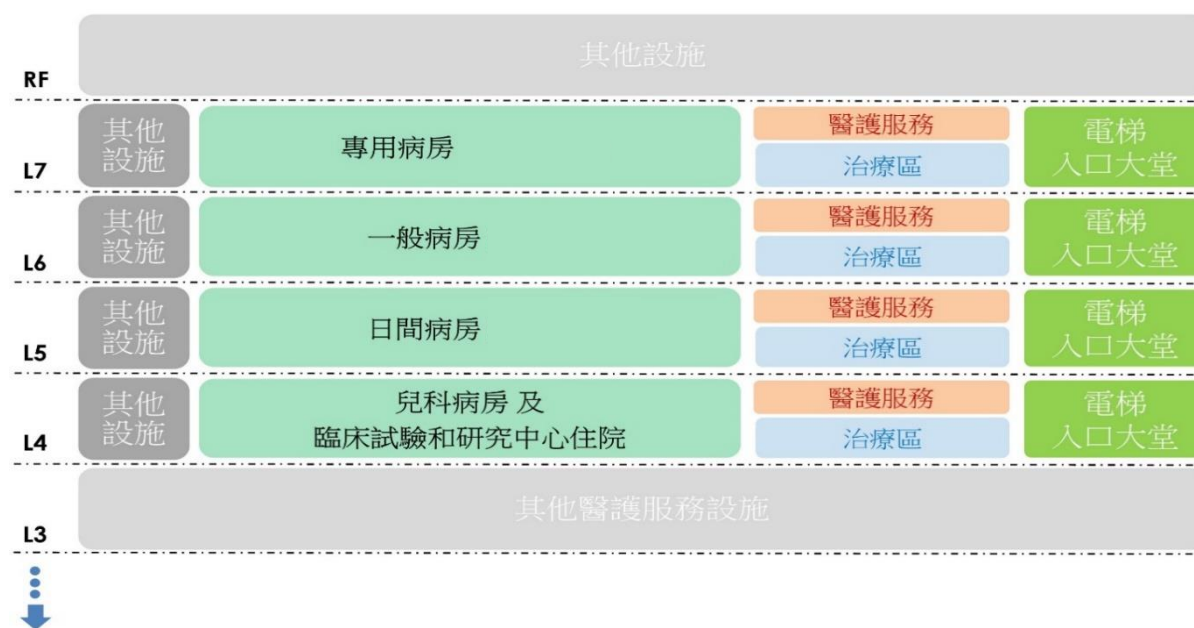 其他設施
RF
其他
設施
專用病房
醫護服務
治療區
電梯
入口大堂
L7
其他
設施
一般病房
醫護服務
治療區
電梯
入口大堂
L6
其他
設施
日間病房
醫護服務
治療區
電梯
入口大堂
L5
其他
設施
兒科病房 及
臨床試驗和研究中心住院
醫護服務
治療區
電梯
入口大堂
L4
其他醫護服務設施
L3